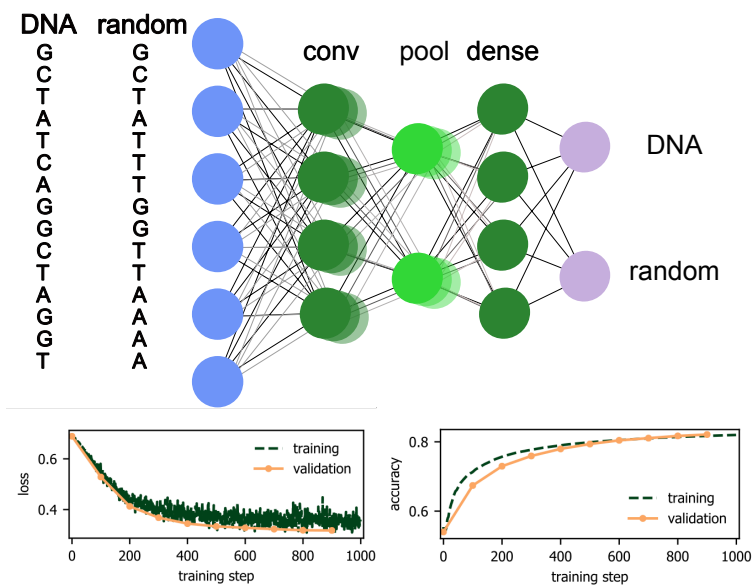 DNA random
conv pool dense
G G
C C
T T
A A
T T
C T
A T
G G
G G
C T
T T
A A
G A
G A
T A
DNA
random
loss
0.6
0.4
training
validation
0 200 400 600 800 1000
training step
accuracy
0.8
0.6
training
validation
0 200 400 600 800 1000
training step